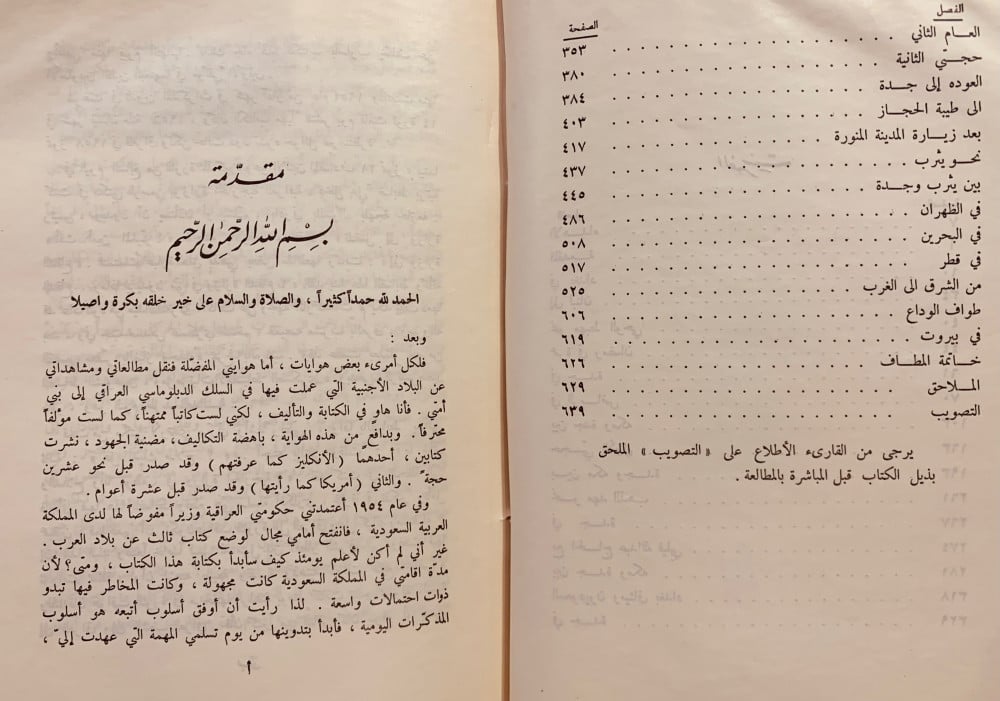 الفصل
الصفحة
العام الثاني . . . . . . . . . . . . ٣٥٣
حجتي الثانية . . . . . . . . . . . . ٣٨٠
العوده إلى جدة . . . . . . . . . . . . ٣٨٤
الى طيبة الحجاز . . . . . . . . . . . . ٤٠٣
بعد زيارة المدينة المنورة . . . . . . . . . . . . ٤١٧
نحو يثرب . . . . . . . . . . . . ٤٣٧
بين يثرب وجدة . . . . . . . . . . . . ٤٤٥
في الظهران . . . . . . . . . . . . ٤٨٦
في البحرين . . . . . . . . . . . . ٥٠٨
في قطر . . . . . . . . . . . . ٥١٧
من الشرق الى الغرب . . . . . . . . . . . . ٥٢٥
طواف الوداع . . . . . . . . . . . . ٦٠٦
في بيروت . . . . . . . . . . . . ٦١٩
خاتمة المطاف . . . . . . . . . . . . ٦٢٦
الملاحق . . . . . . . . . . . . ٦٢٩
التصويب . . . . . . . . . . . . ٦٣٩
يرجى من القارىء الأطلاع على « التصويب » الملحق
بذيل الكتاب قبل المباشرة بالمطالعة .
مقدّمته
بِسْمِ اللهِ الرَّحْمٰنِ الرَّحِيْمِ
الحمد لله حمداً كثيراً ، والصلاة والسلام على خير خلقه بكرة واصيلا
وبعد :
فلكل أمرىء بعض هوايات ، أما هوايتي المفضّلة فنقل مطالعاتي ومشاهداتي
عن البلاد الأجنبية التي عملت فيها في السلك الدبلوماسي العراقي إلى بني
أمتي . فأنا هاوٍ في الكتابة والتأليف ، لكني لست كاتباً ممتهناً، كما لست مؤلفاً
محترفاً . وبدافع من هذه الهواية ، باهضة التكاليف، مضنية الجهود ، نشرت
كتابين ، أحدهما ( الأنكليز كما عرفتهم ) وقد صدر قبل نحو عشرين
حجة . والثاني ( أمريكا كما رأيتها ) وقد صدر قبل عشرة أعوام .
وفي عام ١٩٥٤ أعتمدتني حكومتي العراقية وزيراً مفوضاً لها لدى المملكة
العربية السعودية ، فانفتح أمامي مجال لوضع كتاب ثالث عن بلاد العرب .
غير أني لم أكن لأعلم يومئذ كيف سأبدأ بكتابة هذا الكتاب ، ومتى ؟ لأن
مدّة اقامتي في المملكة السعودية كانت مجهولة ، وكانت المخاطر فيها تبدو
ذوات احتمالات واسعة . لذا رأيت أن أوفق أسلوب أتبعه هو أسلوب
المذكّرات اليومية ، فأبدأ بتدوينها من يوم تسلمي المهمة التي عهدت إليّ ،
أ